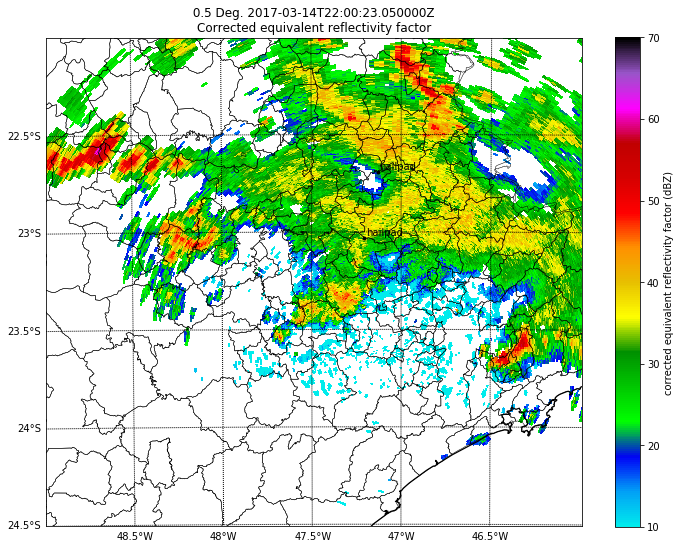 0.5 Deg. 2017-03-14T22:00:23.050000Z
Corrected equivalent reflectivity factor
22.5°S
23°S
23.5°S
24°S
24.5°S
48.5°W
48°W
47.5°W
47°W
46.5°W
hailpad
hailpad
70
60
50
40
30
20
10
corrected equivalent reflectivity factor (dBZ)